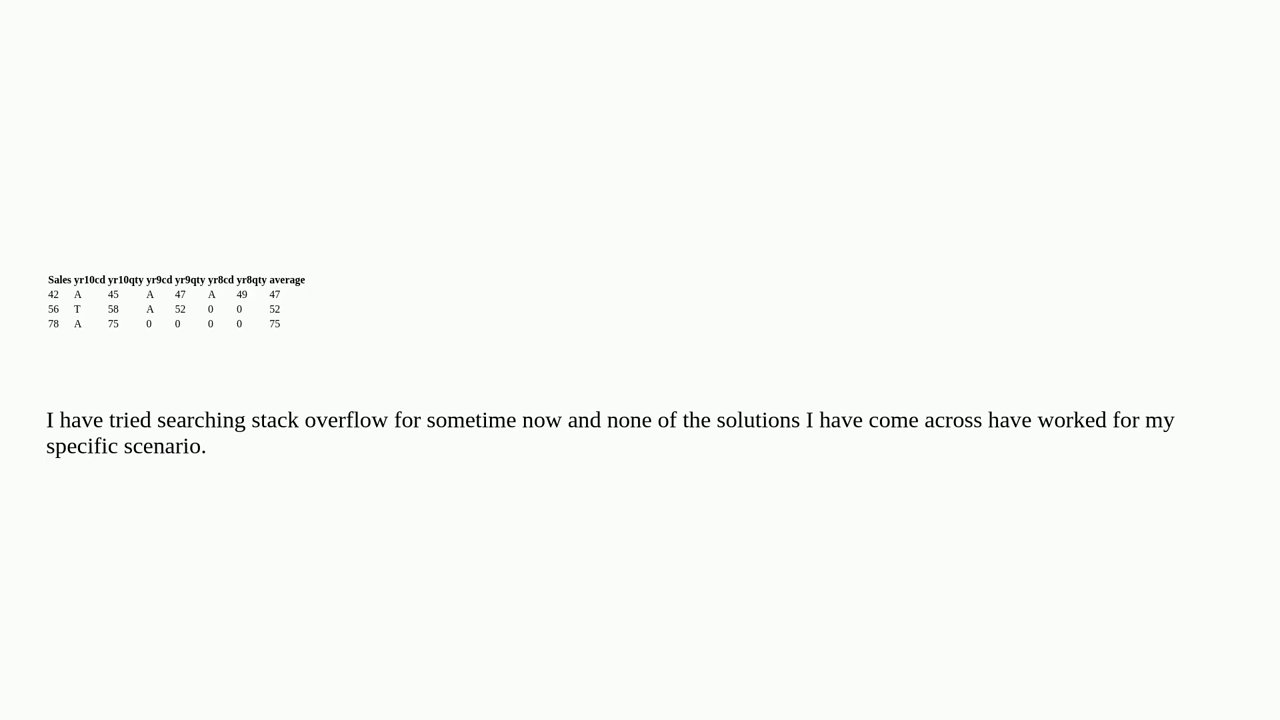 Sales yr10cd yr10qty yr9cd yr9qty yr8cd yr8qty average
42 A 45 A 47 A 49 47
56 T 58 A 52 0 0 52
78 A 75 0 0 0 0 75
I have tried searching stack overflow for sometime now and none of the solutions I have come across have worked for my
specific scenario.